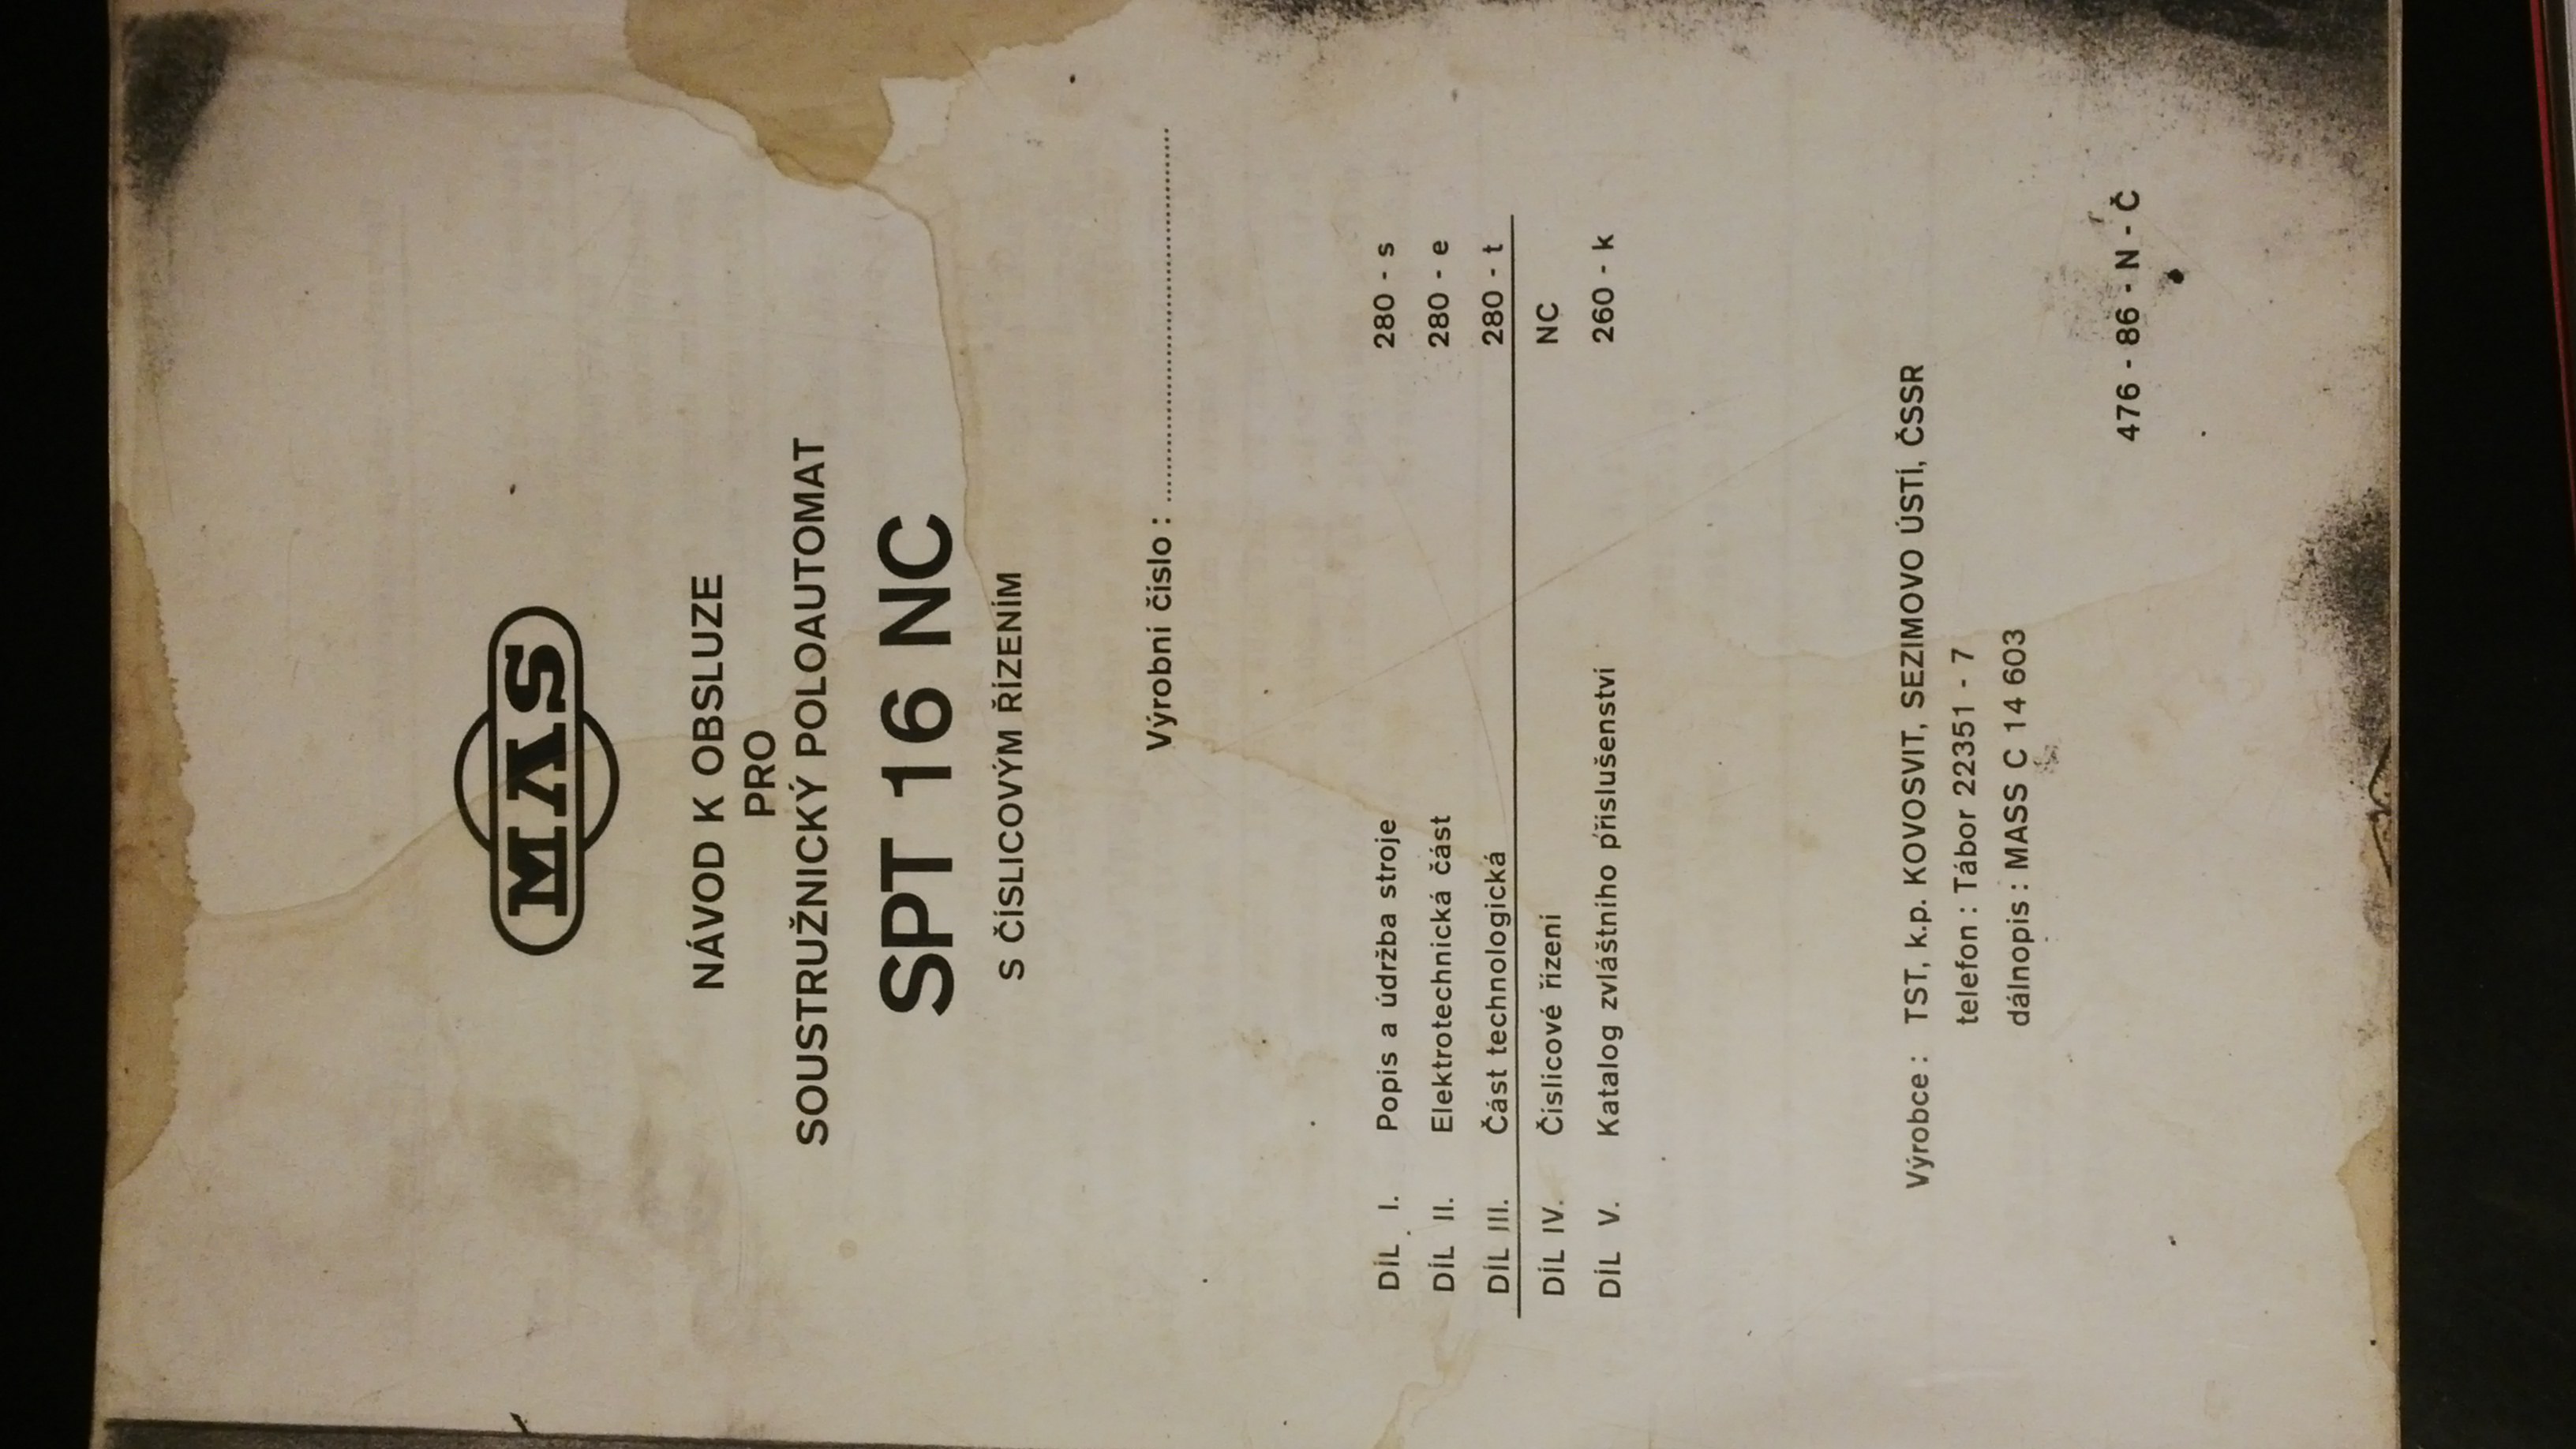 MAS
NÁVOD K OBSLUZE
PRO
SOUSTRUŽNICKÝ POLOAUTOMAT
SPT 16 NC
S ČÍSLICOVÝM ŘÍZENÍM
Výrobní číslo : ..............................................
DÍL I. Popis a údržba stroje 280 - s
DÍL II. Elektrotechnická část 280 - e
DÍL III. Část technologická 280 - t
DÍL IV. Číslicové řízení NC
DÍL V. Katalog zvláštního příslušenství 260 - k
Výrobce : TST, k.p. KOVOSVIT, SEZIMOVO ÚSTÍ, ČSSR
telefon : Tábor 22351 - 7
dálnopis : MASS C 14 603
476 - 86 - N - Č